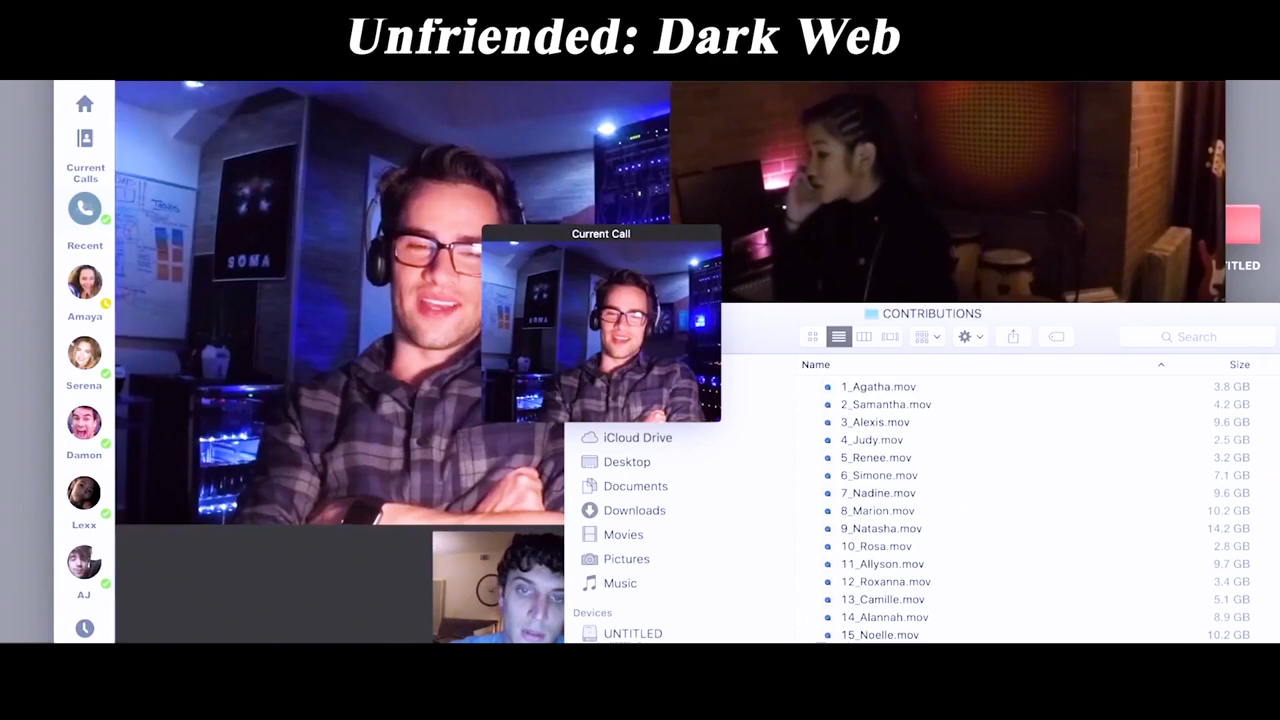 Unfriended: Dark Web
Current
Calls
Recent
Amaya
Serena
Damon
Lexx
AJ
SOMA
Current Call
SOMA
TITLED
CONTRIBUTIONS
Search
Name
Size
1_Agatha.mov 3.8 GB
2_Samantha.mov 4.2 GB
3_Alexis.mov 9.6 GB
4_Judy.mov 2.5 GB
5_Renee.mov 3.2 GB
6_Simone.mov 7.1 GB
7_Nadine.mov 9.6 GB
8_Marion.mov 10.2 GB
9_Natasha.mov 14.2 GB
10_Rosa.mov 2.8 GB
11_Allyson.mov 9.7 GB
12_Roxanna.mov 3.4 GB
13_Camille.mov 5.1 GB
14_Alannah.mov 8.9 GB
15_Noelle.mov 10.2 GB
iCloud Drive
Desktop
Documents
Downloads
Movies
Pictures
Music
Devices
UNTITLED